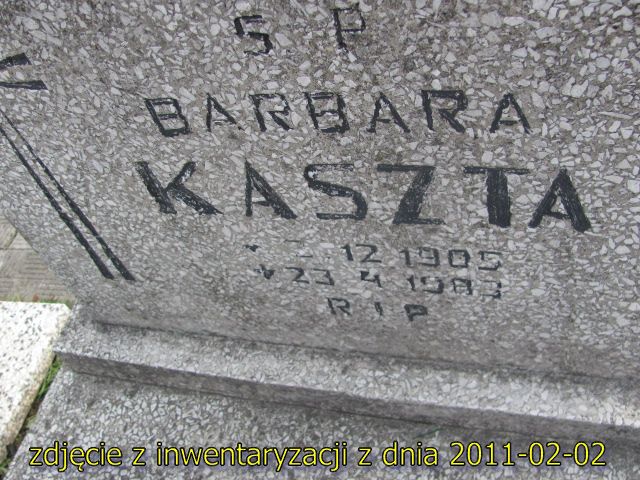 S P
BARBARA
KASZTA
12 1905
23 4 1983
RIP
zdjęcie z inwentaryzacji z dnia 2011-02-02